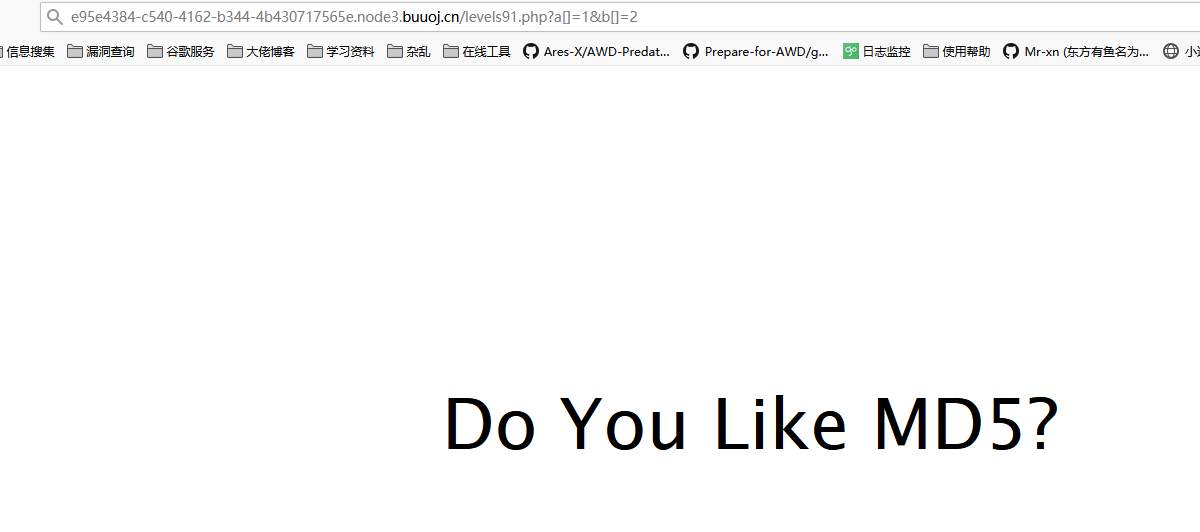 e95e4384-c540-4162-b344-4b430717565e.node3.buuoj.cn/levels91.php?a[]=1&b[]=2
信息搜集 漏洞查询 谷歌服务 大佬博客 学习资料 杂乱 在线工具 Ares-X/AWD-Predat... Prepare-for-AWD/g... go 日志监控 使用帮助 Mr-xn (东方有鱼名为... 小
Do You Like MD5?